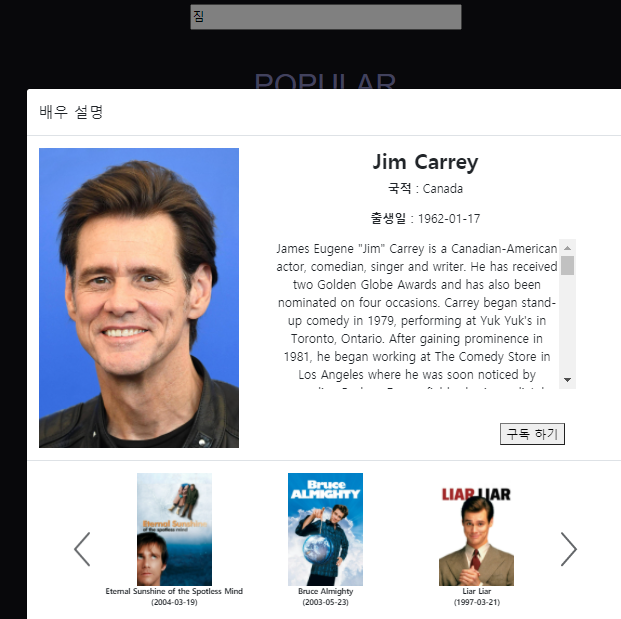 짐
POPULAR
배우 설명
Jim Carrey
국적 : Canada
출생일 : 1962-01-17
James Eugene "Jim" Carrey is a Canadian-American
actor, comedian, singer and writer. He has received
two Golden Globe Awards and has also been
nominated on four occasions. Carrey began stand-
up comedy in 1979, performing at Yuk Yuk's in
Toronto, Ontario. After gaining prominence in
1981, he began working at The Comedy Store in
Los Angeles where he was soon noticed by
구독 하기
Eternal Sunshine
of the spotless mind
Bruce
ALMIGHTY
LIAR LIAR
Eternal Sunshine of the Spotless Mind
(2004-03-19)
Bruce Almighty
(2003-05-23)
Liar Liar
(1997-03-21)